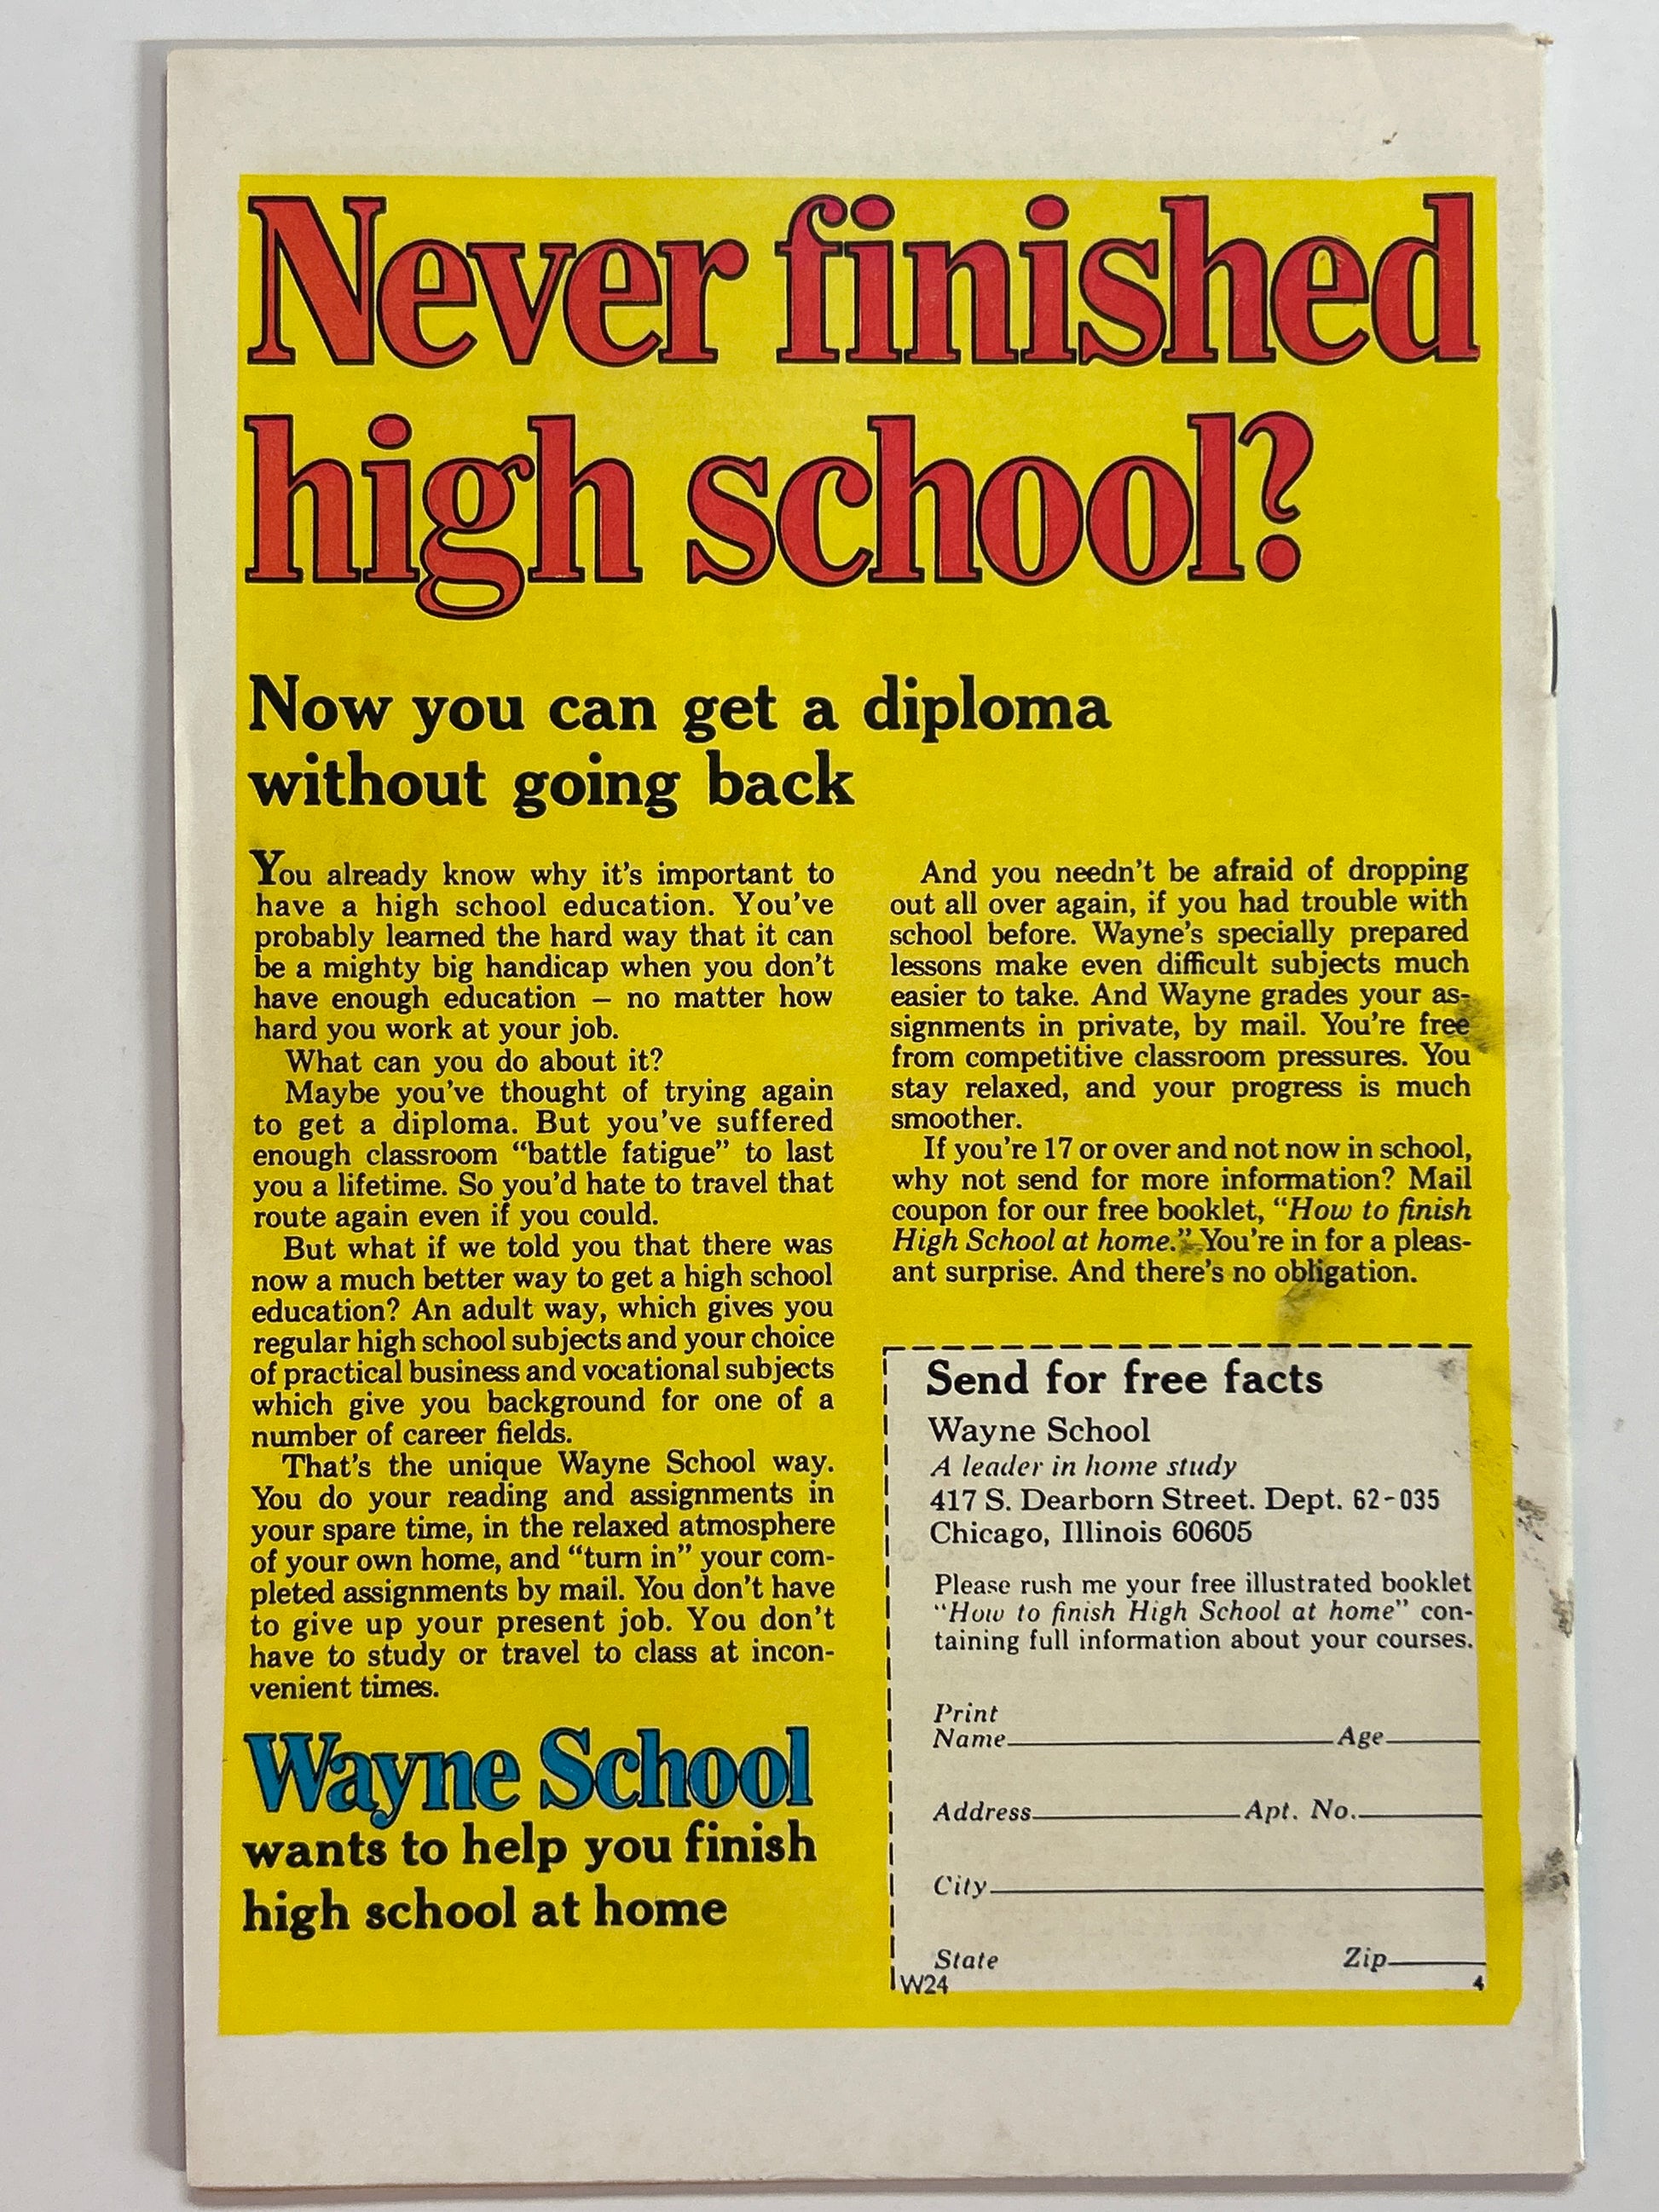 Never finished
high school?
Now you can get a diploma
without going back
You already know why it's important to
have a high school education. You've
probably learned the hard way that it can
be a mighty big handicap when you don't
have enough education — no matter how
hard you work at your job.
What can you do about it?
Maybe you've thought of trying again
to get a diploma. But you've suffered
enough classroom “battle fatigue” to last
you a lifetime. So you'd hate to travel that
route again even if you could.
But what if we told you that there was
now a much better way to get a high school
education? An adult way, which gives you
regular high school subjects and your choice
of practical business and vocational subjects
which give you background for one of a
number of career fields.
That's the unique Wayne School way.
You do your reading and assignments in
your spare time, in the relaxed atmosphere
of your own home, and “turn in” your com-
pleted assignments by mail. You don't have
to give up your present job. You don't
have to study or travel to class at incon-
venient times.
Wayne School
wants to help you finish
high school at home
And you needn't be afraid of dropping
out all over again, if you had trouble with
school before. Wayne's specially prepared
lessons make even difficult subjects much
easier to take. And Wayne grades your as-
signments in private, by mail. You're free
from competitive classroom pressures. You
stay relaxed, and your progress is much
smoother.
If you're 17 or over and not now in school,
why not send for more information? Mail
coupon for our free booklet, “How to finish
High School at home.” You're in for a pleas-
ant surprise. And there's no obligation.
Send for free facts
Wayne School
A leader in home study
417 S. Dearborn Street. Dept. 62-035
Chicago, Illinois 60605
Please rush me your free illustrated booklet
“How to finish High School at home” con-
taining full information about your courses.
Print
Name Age
Address Apt. No.
City
State Zip
W24 4